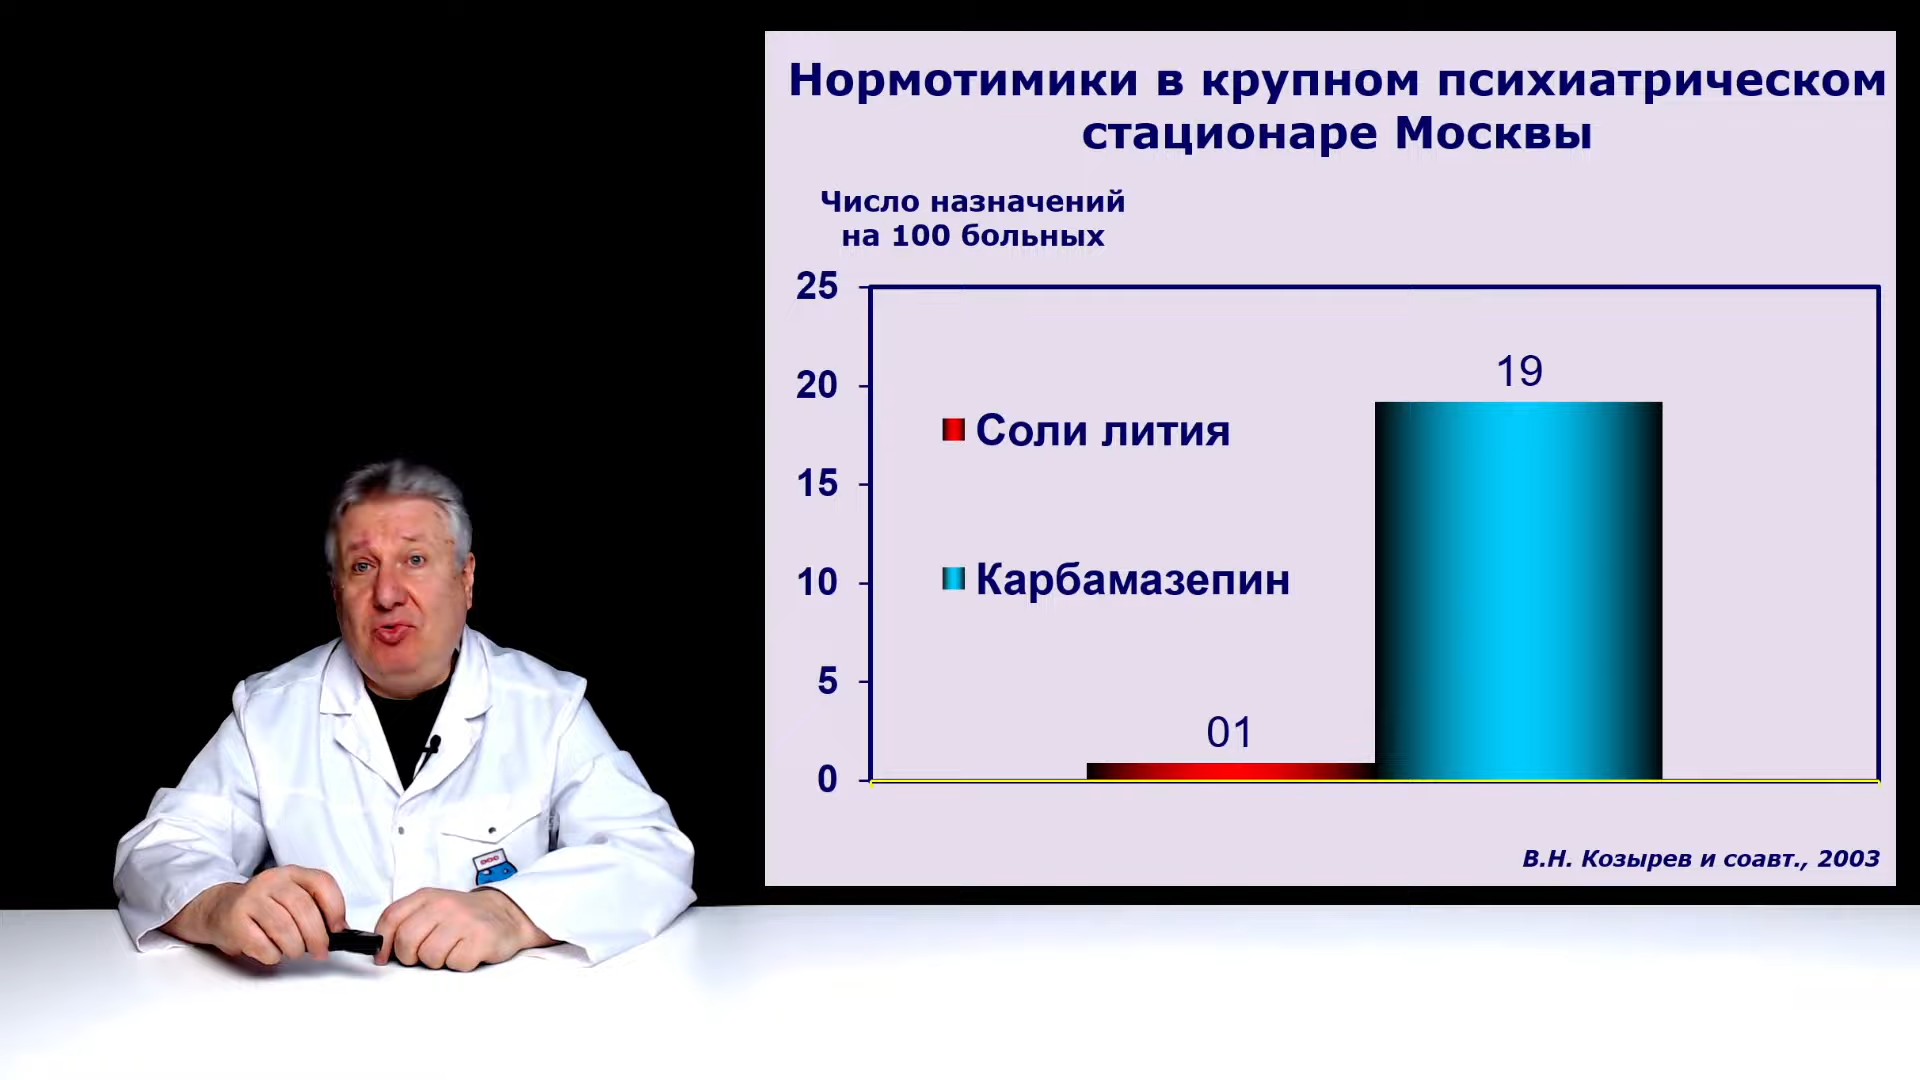 Нормотимики в крупном психиатрическом
стационаре Москвы
Число назначений
на 100 больных
25
20
15
10
5
0
Соли лития
Карбамазепин
01
19
В.Н. Козырев и соавт., 2003